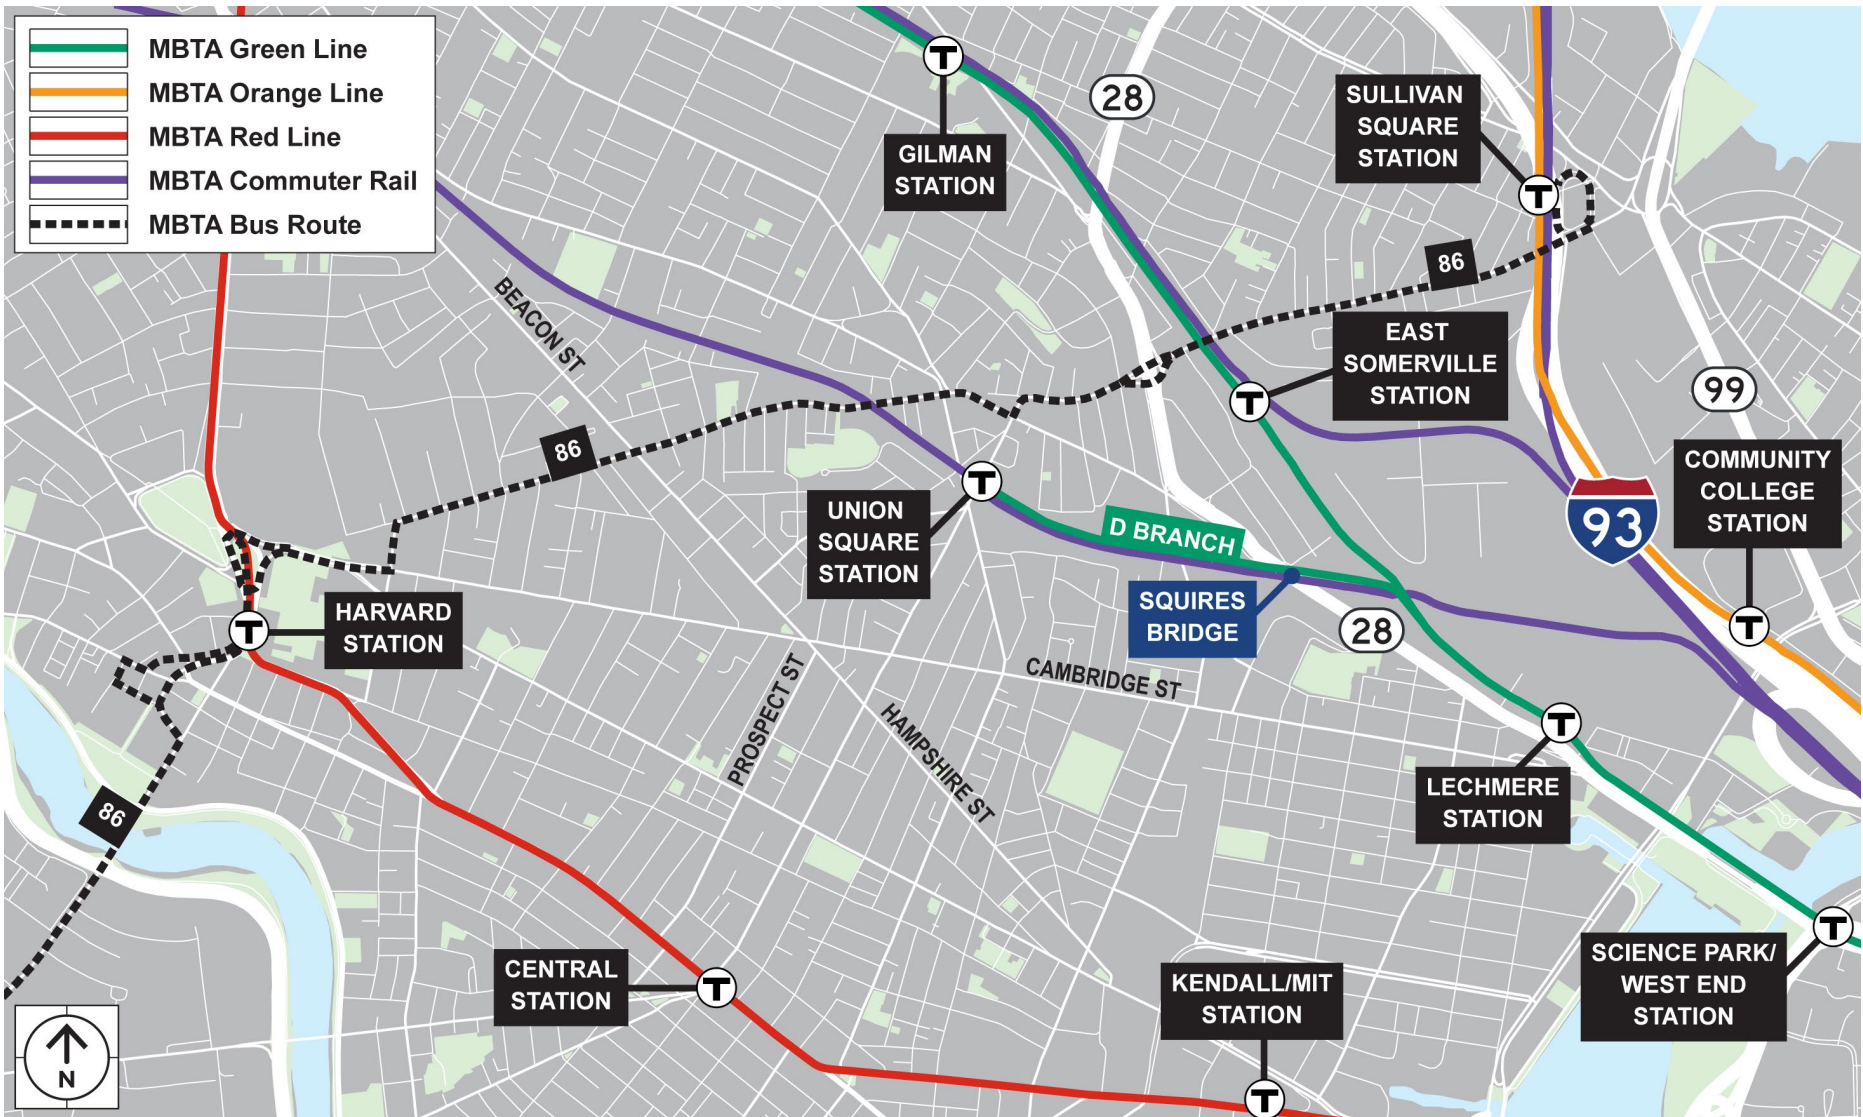 MBTA Green Line
MBTA Orange Line
MBTA Red Line
MBTA Commuter Rail
MBTA Bus Route
T
GILMAN
STATION
28
SULLIVAN
SQUARE
STATION
T
86
BEACON ST
EAST
SOMERVILLE
STATION
T
99
86
COMMUNITY
COLLEGE
STATION
T
93
UNION
SQUARE
STATION
T
D BRANCH
SQUIRES
BRIDGE
28
HARVARD
STATION
T
CAMBRIDGE ST
PROSPECT ST
HAMPSHIRE ST
T
LECHMERE
STATION
86
T
SCIENCE PARK/
WEST END
STATION
CENTRAL
STATION
T
KENDALL/MIT
STATION
T
N